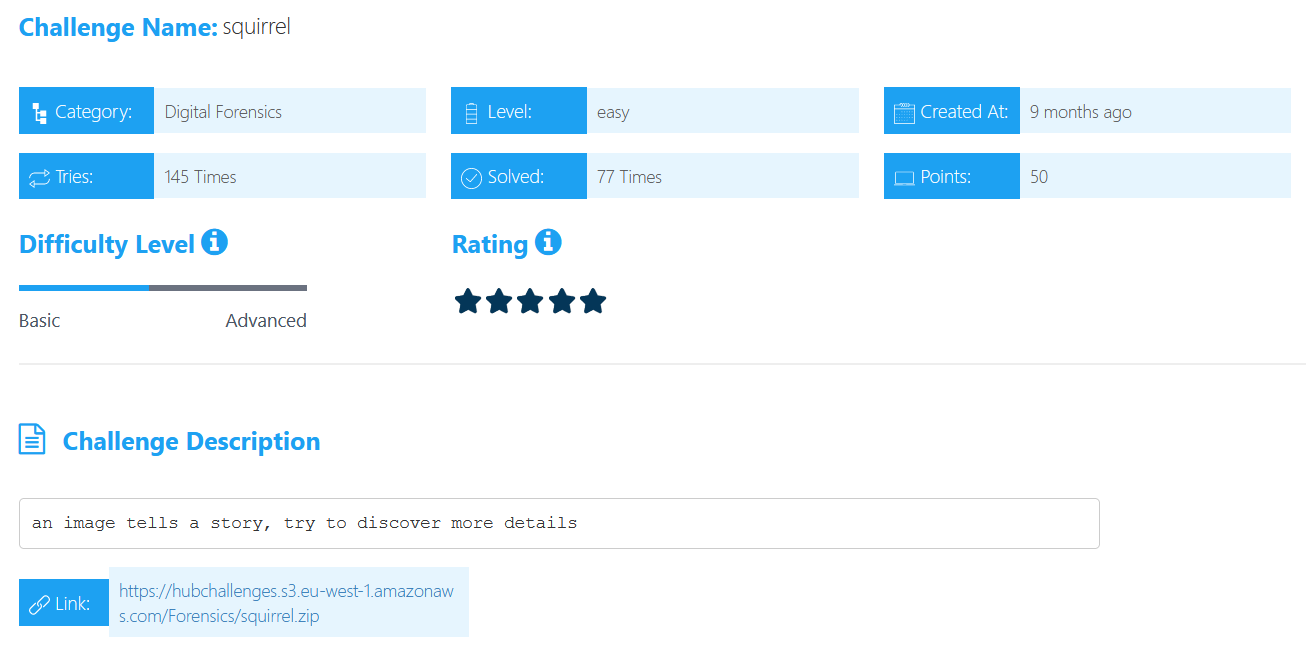 Challenge Name: squirrel
Category: Digital Forensics
Level: easy
Created At: 9 months ago
Tries: 145 Times
Solved: 77 Times
Points: 50
Difficulty Level
Rating
Basic Advanced
Challenge Description
an image tells a story, try to discover more details
Link: https://hubchallenges.s3.eu-west-1.amazonaw
s.com/Forensics/squirrel.zip